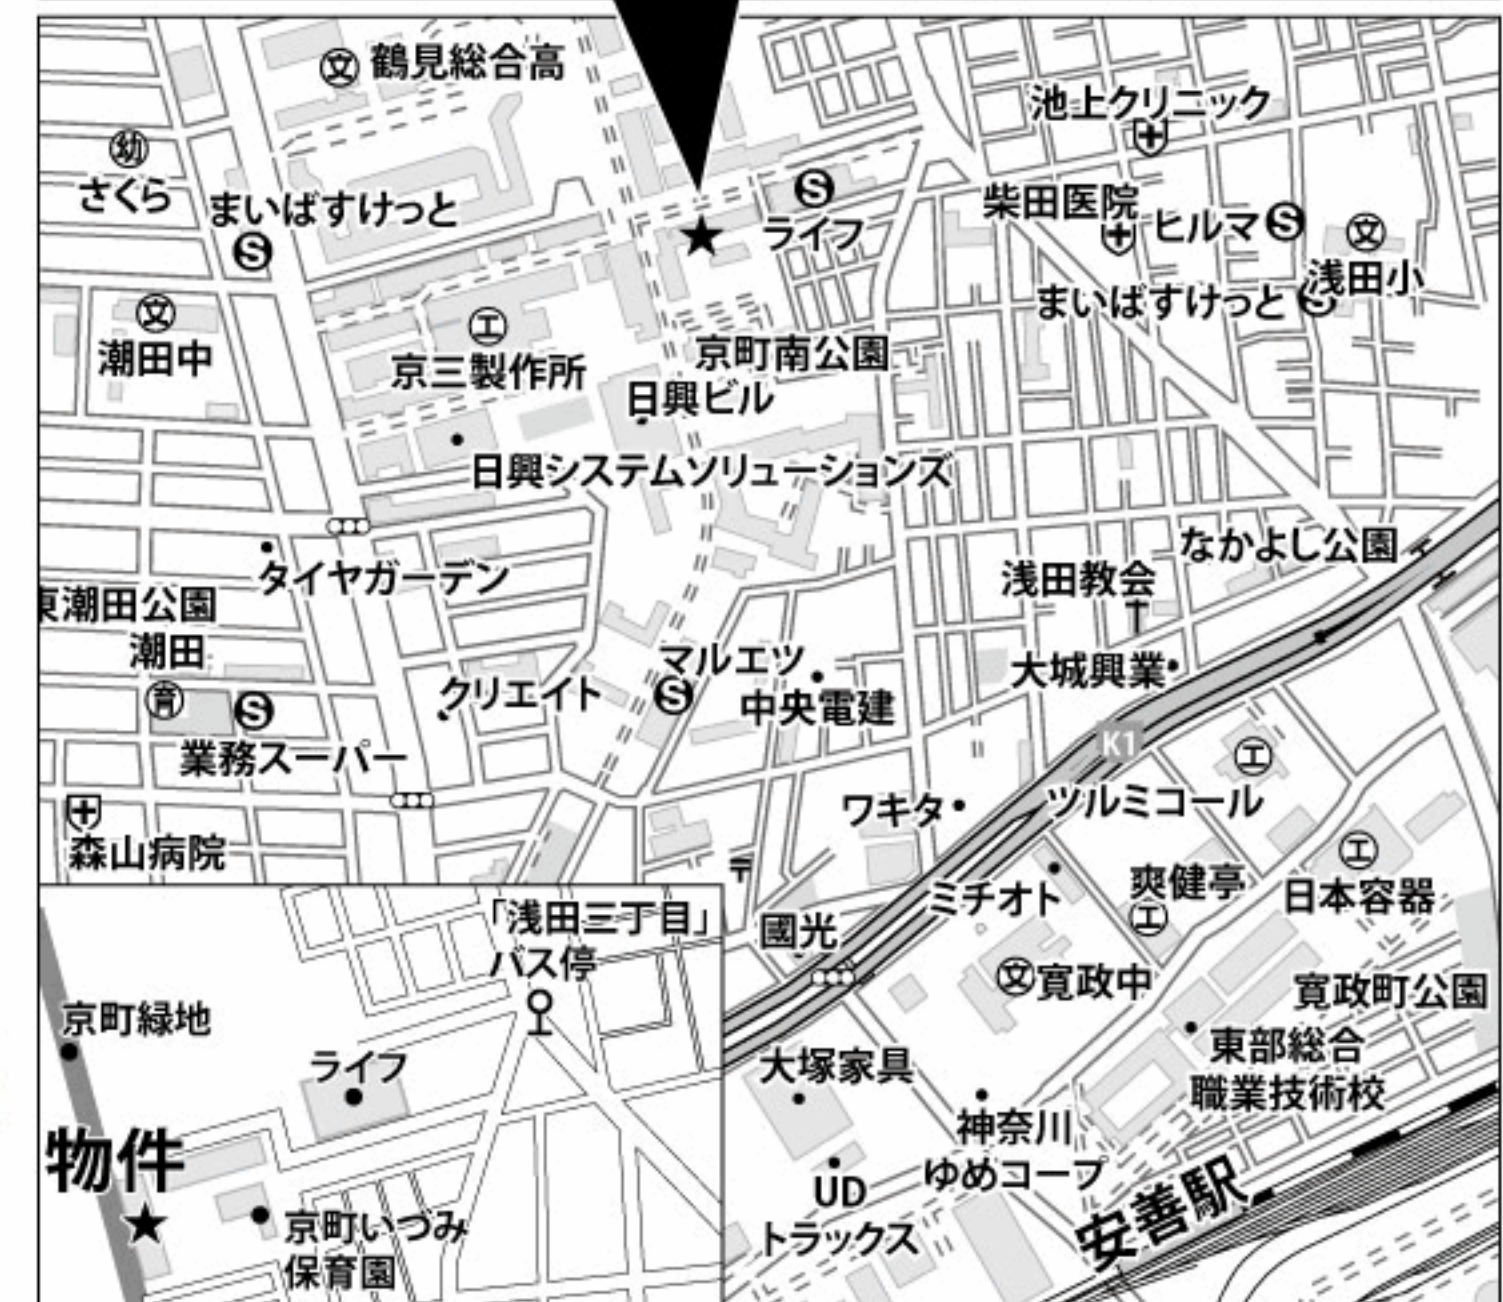 文 鶴見総合高
池上クリニック
幼
さくら
まいばすけっと
S
S
ライフ
柴田医院
ヒルマ S
文
浅田小
まいばすけっと S
文
潮田中
工
京三製作所
京町南公園
日興ビル
日興システムソリューションズ
なかよし公園
タイヤガーデン
浅田教会
東潮田公園
潮田
育
S
業務スーパー
クリエイト
マルエツ
S
中央電建
大城興業
K1
工
ツルミコール
ワキタ
森山病院
〒
ミチオト
爽健亭
工
工
日本容器
國光
文 寛政中
寛政町公園
東部総合
職業技術校
大塚家具
神奈川
ゆめコープ
UD
トラックス
安善駅
「浅田三丁目」
バス停
京町緑地
ライフ
物件
京町いづみ
保育園